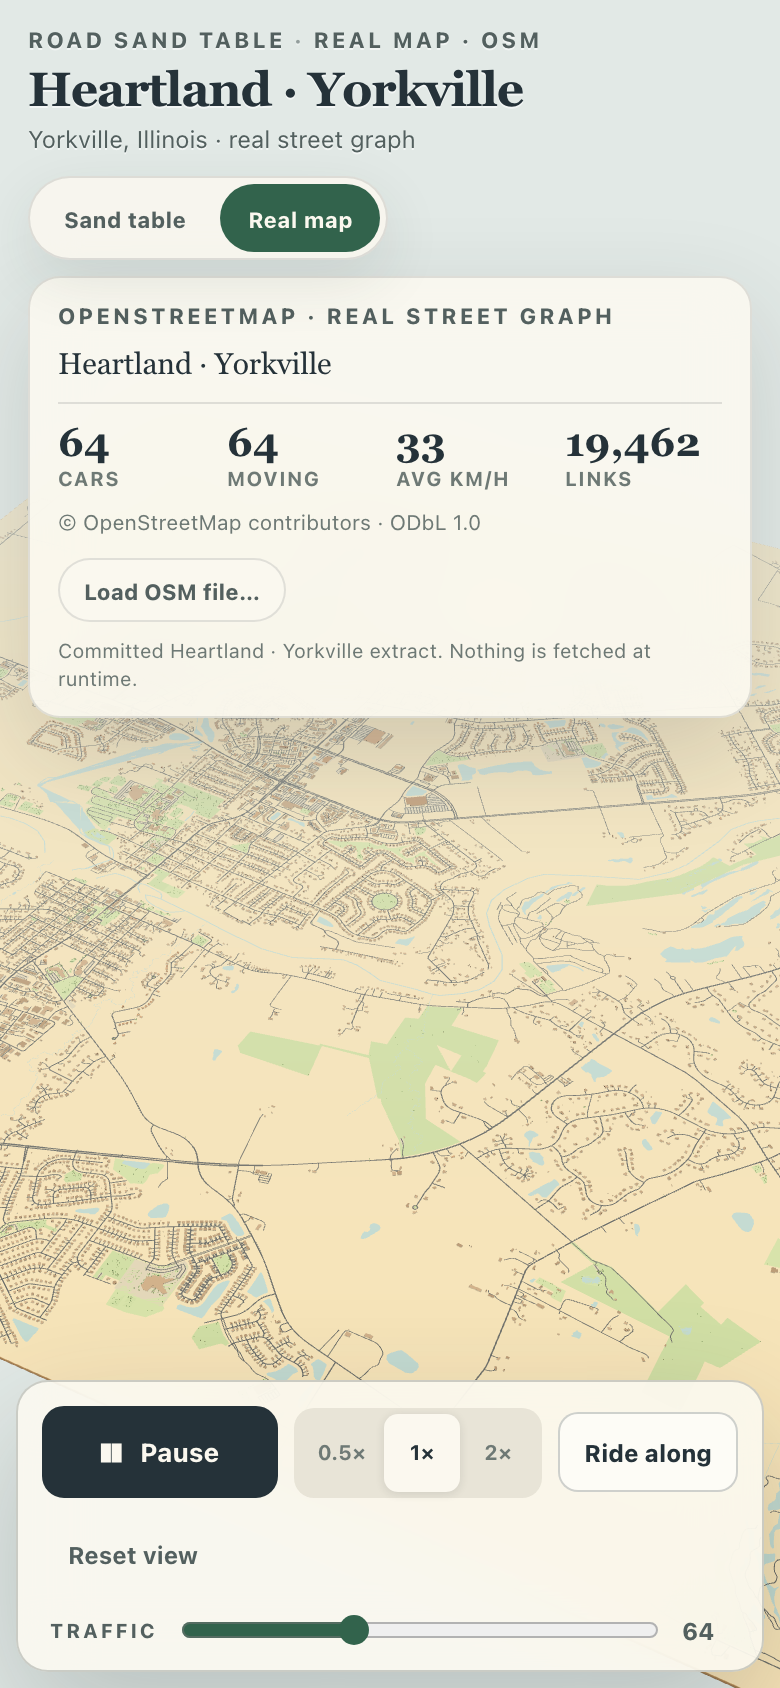 ROAD SAND TABLE · REAL MAP · OSM
Heartland · Yorkville
Yorkville, Illinois · real street graph
Sand table Real map
OPENSTREETMAP · REAL STREET GRAPH
Heartland · Yorkville
64 64 33 19,462
CARS MOVING AVG KM/H LINKS
© OpenStreetMap contributors · ODbL 1.0
Load OSM file...
Committed Heartland · Yorkville extract. Nothing is fetched at
runtime.
Pause 0.5× 1× 2× Ride along
Reset view
TRAFFIC 64